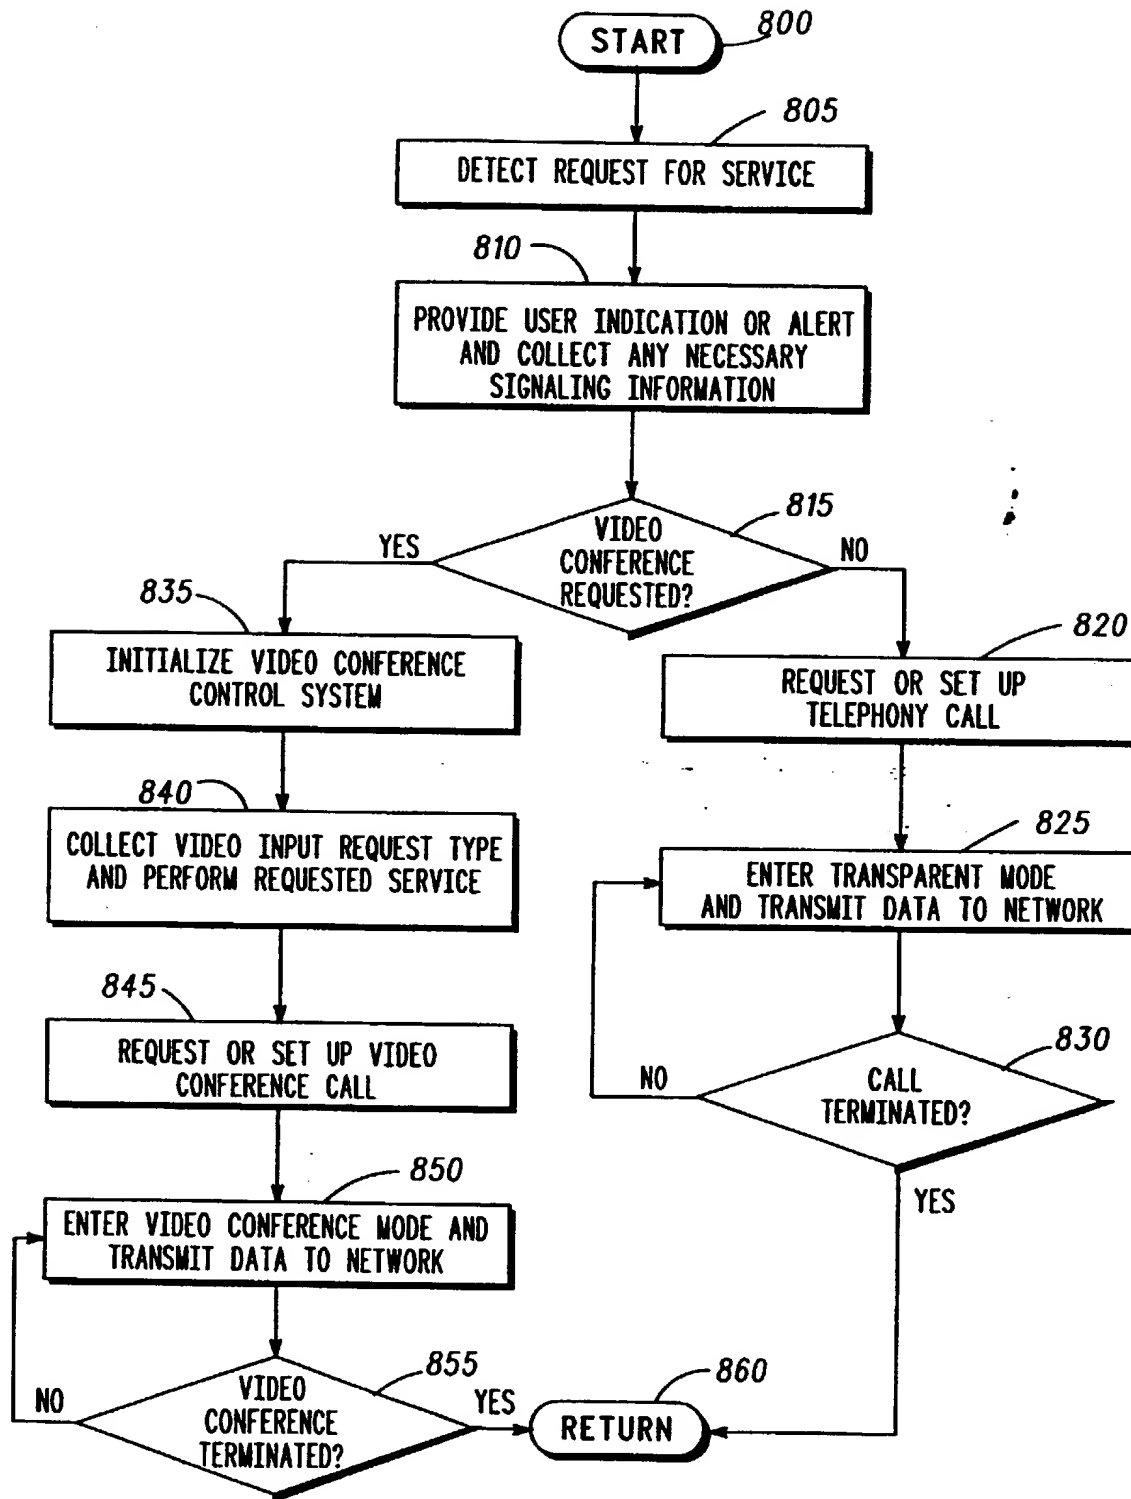 START
800
805
DETECT REQUEST FOR SERVICE
810
PROVIDE USER INDICATION OR ALERT
AND COLLECT ANY NECESSARY
SIGNALING INFORMATION
815
VIDEO
CONFERENCE
REQUESTED?
YES
NO
835
INITIALIZE VIDEO CONFERENCE
CONTROL SYSTEM
820
REQUEST OR SET UP
TELEPHONY CALL
840
COLLECT VIDEO INPUT REQUEST TYPE
AND PERFORM REQUESTED SERVICE
825
ENTER TRANSPARENT MODE
AND TRANSMIT DATA TO NETWORK
845
REQUEST OR SET UP VIDEO
CONFERENCE CALL
830
CALL
TERMINATED?
NO
YES
850
ENTER VIDEO CONFERENCE MODE AND
TRANSMIT DATA TO NETWORK
855
VIDEO
CONFERENCE
TERMINATED?
NO
YES
860
RETURN